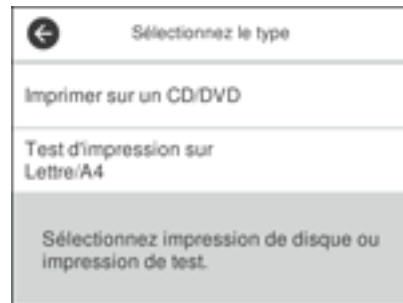 Sélectionnez le type
Imprimer sur un CD/DVD
Test d'impression sur
Lettre/A4
Sélectionnez impression de disque ou
impression de test.